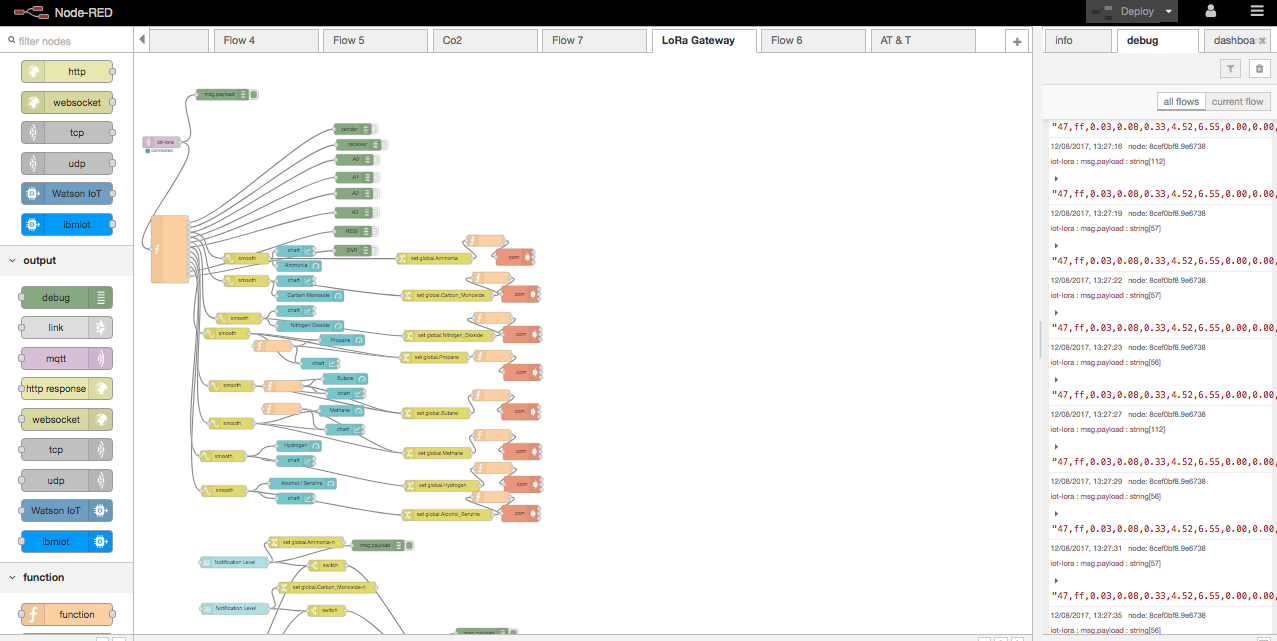 Node-RED
Deploy
filter nodes
Flow 4
Flow 5
Co2
Flow 7
LoRa Gateway
Flow 6
AT & T
info
debug
dashboa
http
websocket
tcp
udp
Watson IoT
ibmiot
output
debug
link
mqtt
http response
websocket
tcp
udp
Watson IoT
ibmiot
function
function
msg.payload
iot-lora
connected
sender
receiver
A0
A1
A2
A3
RSSI
SNR
smooth
chart
Ammonia
set global.Ammonia
.com
smooth
chart
Carbon Monoxide
set global.Carbon_Monoxide
.com
smooth
chart
Nitrogen Dioxide
set global.Nitrogen_Dioxide
.com
smooth
Propane
chart
set global.Propane
.com
smooth
Butane
chart
set global.Butane
.com
smooth
Methane
chart
set global.Methane
.com
smooth
Hydrogen
chart
set global.Hydrogen
.com
smooth
Alcohol / Benzine
chart
set global.Alcohol_Benzine
.com
set global.Ammonia-n
msg.payload
Notification Level
switch
set global.Carbon_Monoxide-n
Notification Level
switch
msg.payload
all flows
current flow
"47,ff,0.03,0.08,0.33,4.52,6.55,0.00,0.00,
12/08/2017, 13:27:16 node: 8cef0bf8.9e6738
iot-lora : msg.payload : string[112]
"47,ff,0.03,0.08,0.33,4.52,6.55,0.00,0.00,
12/08/2017, 13:27:19 node: 8cef0bf8.9e6738
iot-lora : msg.payload : string[57]
"47,ff,0.03,0.08,0.33,4.52,6.55,0.00,0.00,
12/08/2017, 13:27:22 node: 8cef0bf8.9e6738
iot-lora : msg.payload : string[57]
"47,ff,0.03,0.08,0.33,4.52,6.55,0.00,0.00,
12/08/2017, 13:27:23 node: 8cef0bf8.9e6738
iot-lora : msg.payload : string[56]
"47,ff,0.03,0.08,0.33,4.52,6.55,0.00,0.00,
12/08/2017, 13:27:27 node: 8cef0bf8.9e6738
iot-lora : msg.payload : string[112]
"47,ff,0.03,0.08,0.33,4.52,6.55,0.00,0.00,
12/08/2017, 13:27:29 node: 8cef0bf8.9e6738
iot-lora : msg.payload : string[56]
"47,ff,0.03,0.08,0.33,4.52,6.55,0.00,0.00,
12/08/2017, 13:27:31 node: 8cef0bf8.9e6738
iot-lora : msg.payload : string[57]
"47,ff,0.03,0.08,0.33,4.52,6.55,0.00,0.00,
12/08/2017, 13:27:35 node: 8cef0bf8.9e6738
iot-lora : msg.payload : string[56]